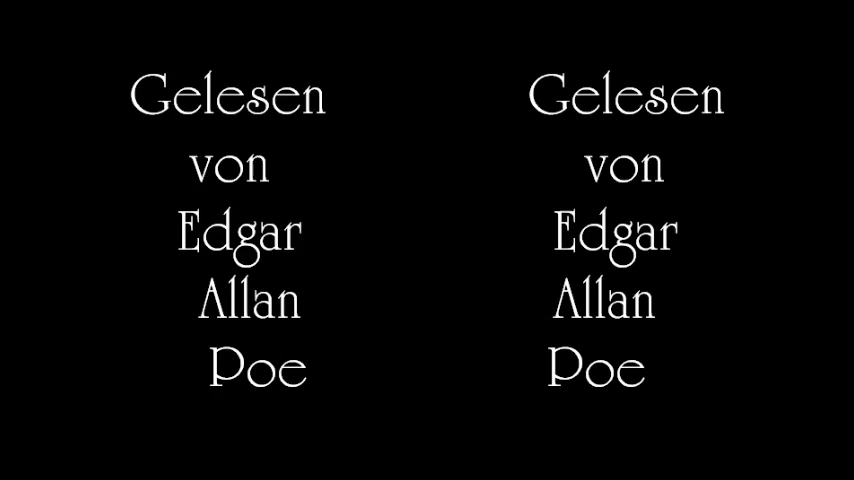 Gelesen Gelesen
von von
Edgar Edgar
Allan Allan
Poe Poe